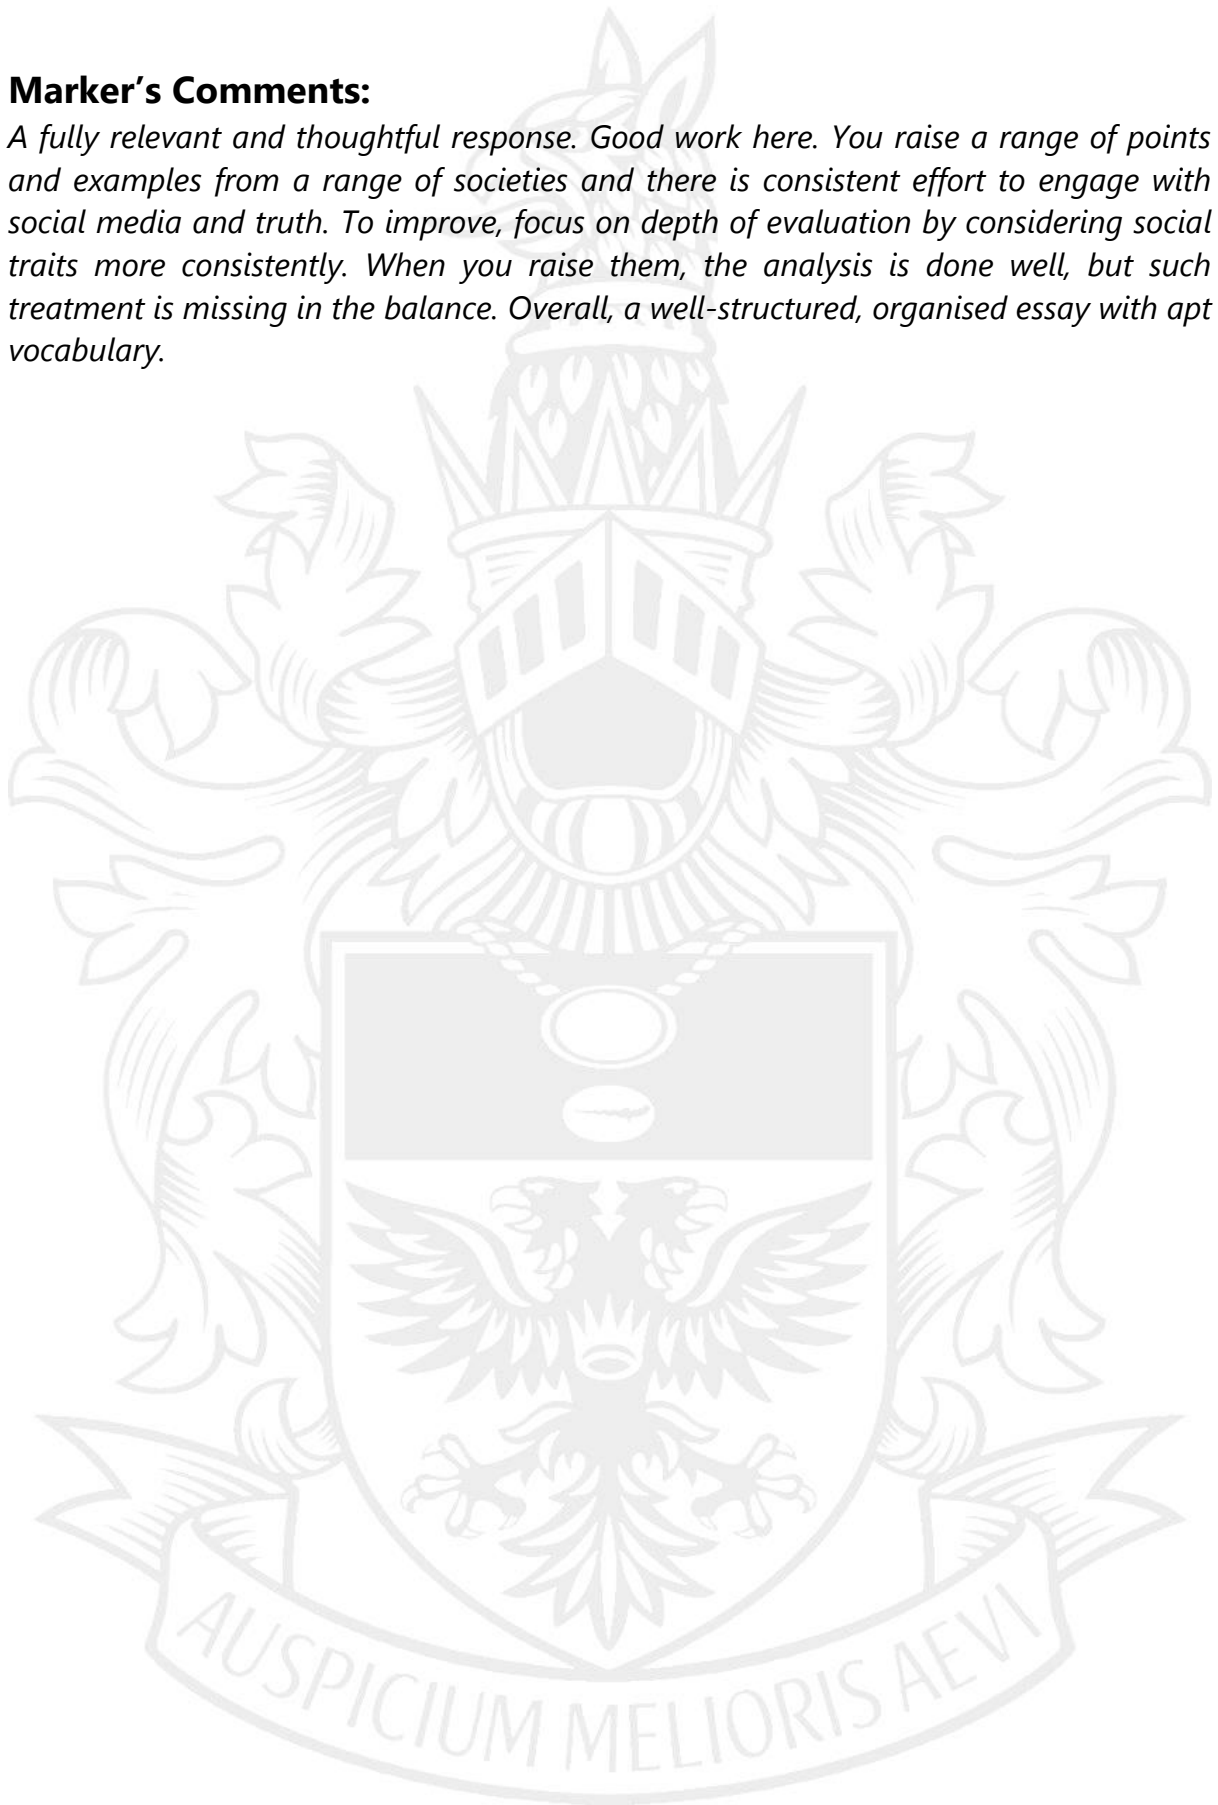 Marker’s Comments:
A fully relevant and thoughtful response. Good work here. You raise a range of points
and examples from a range of societies and there is consistent effort to engage with
social media and truth. To improve, focus on depth of evaluation by considering social
traits more consistently. When you raise them, the analysis is done well, but such
treatment is missing in the balance. Overall, a well-structured, organised essay with apt
vocabulary.
AUSPICIUM MELIORIS AEVI